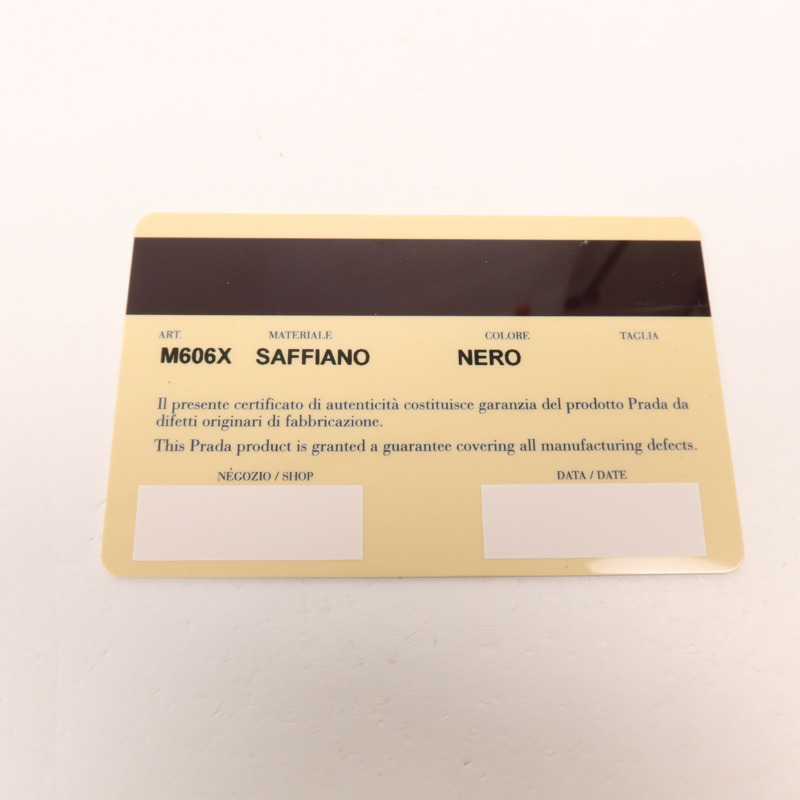 ART. MATERIALE COLORE TAGLIA
M606X SAFFIANO NERO
Il presente certificato di autenticità costituisce garanzia del prodotto Prada da
difetti originari di fabbricazione.
This Prada product is granted a guarantee covering all manufacturing defects.
NEGOZIO / SHOP DATA / DATE